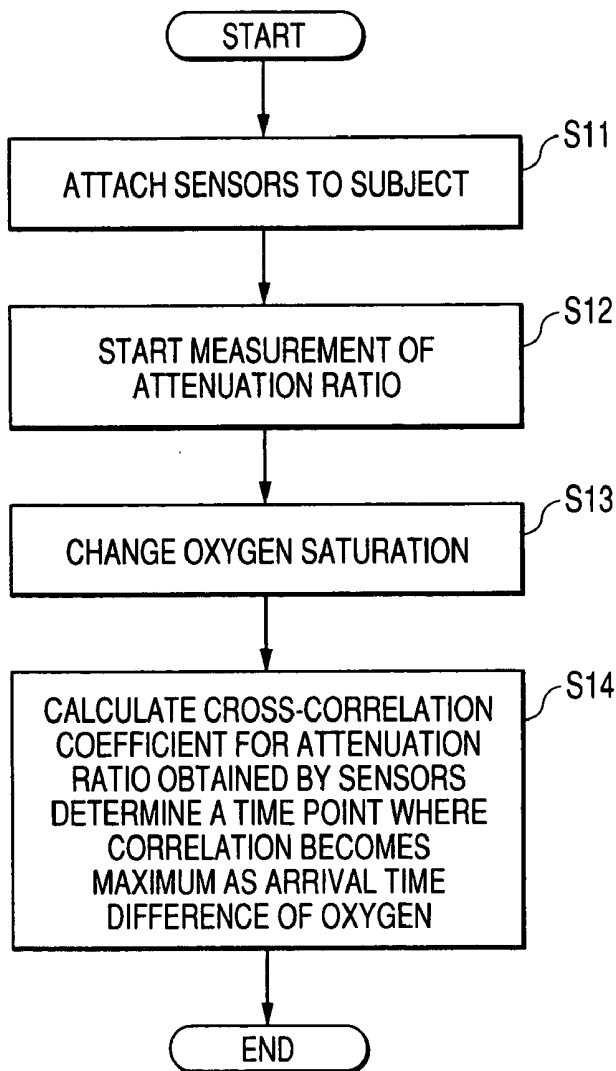 START
S11
ATTACH SENSORS TO SUBJECT
S12
START MEASUREMENT OF
ATTENUATION RATIO
S13
CHANGE OXYGEN SATURATION
S14
CALCULATE CROSS-CORRELATION
COEFFICIENT FOR ATTENUATION
RATIO OBTAINED BY SENSORS
DETERMINE A TIME POINT WHERE
CORRELATION BECOMES
MAXIMUM AS ARRIVAL TIME
DIFFERENCE OF OXYGEN
END